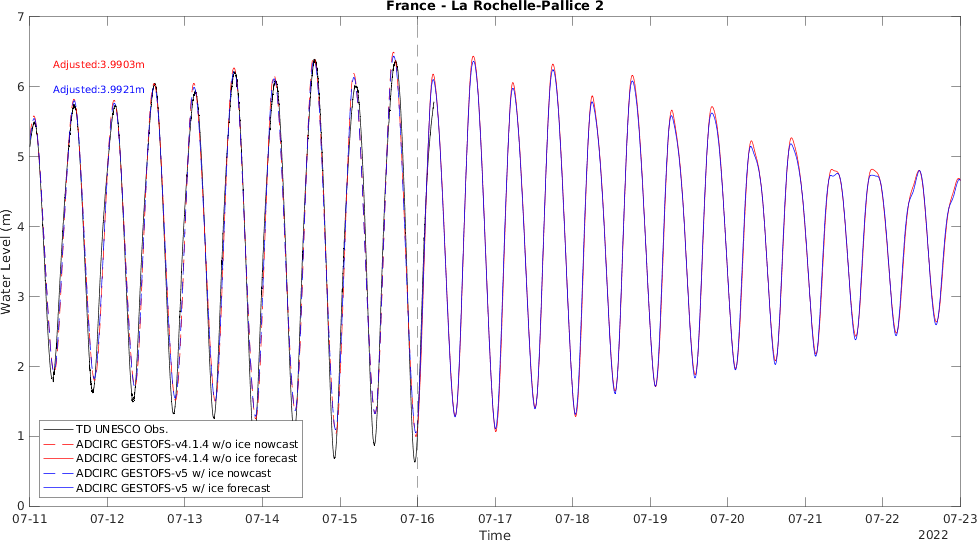 France - La Rochelle-Pallice 2
7
6
5
4
3
2
1
0
Water Level (m)
Adjusted:3.9903m
Adjusted:3.9921m
TD UNESCO Obs.
ADCIRC GESTOFS-v4.1.4 w/o ice nowcast
ADCIRC GESTOFS-v4.1.4 w/o ice forecast
ADCIRC GESTOFS-v5 w/ ice nowcast
ADCIRC GESTOFS-v5 w/ ice forecast
07-11 07-12 07-13 07-14 07-15 07-16 07-17 07-18 07-19 07-20 07-21 07-22 07-23
Time
2022